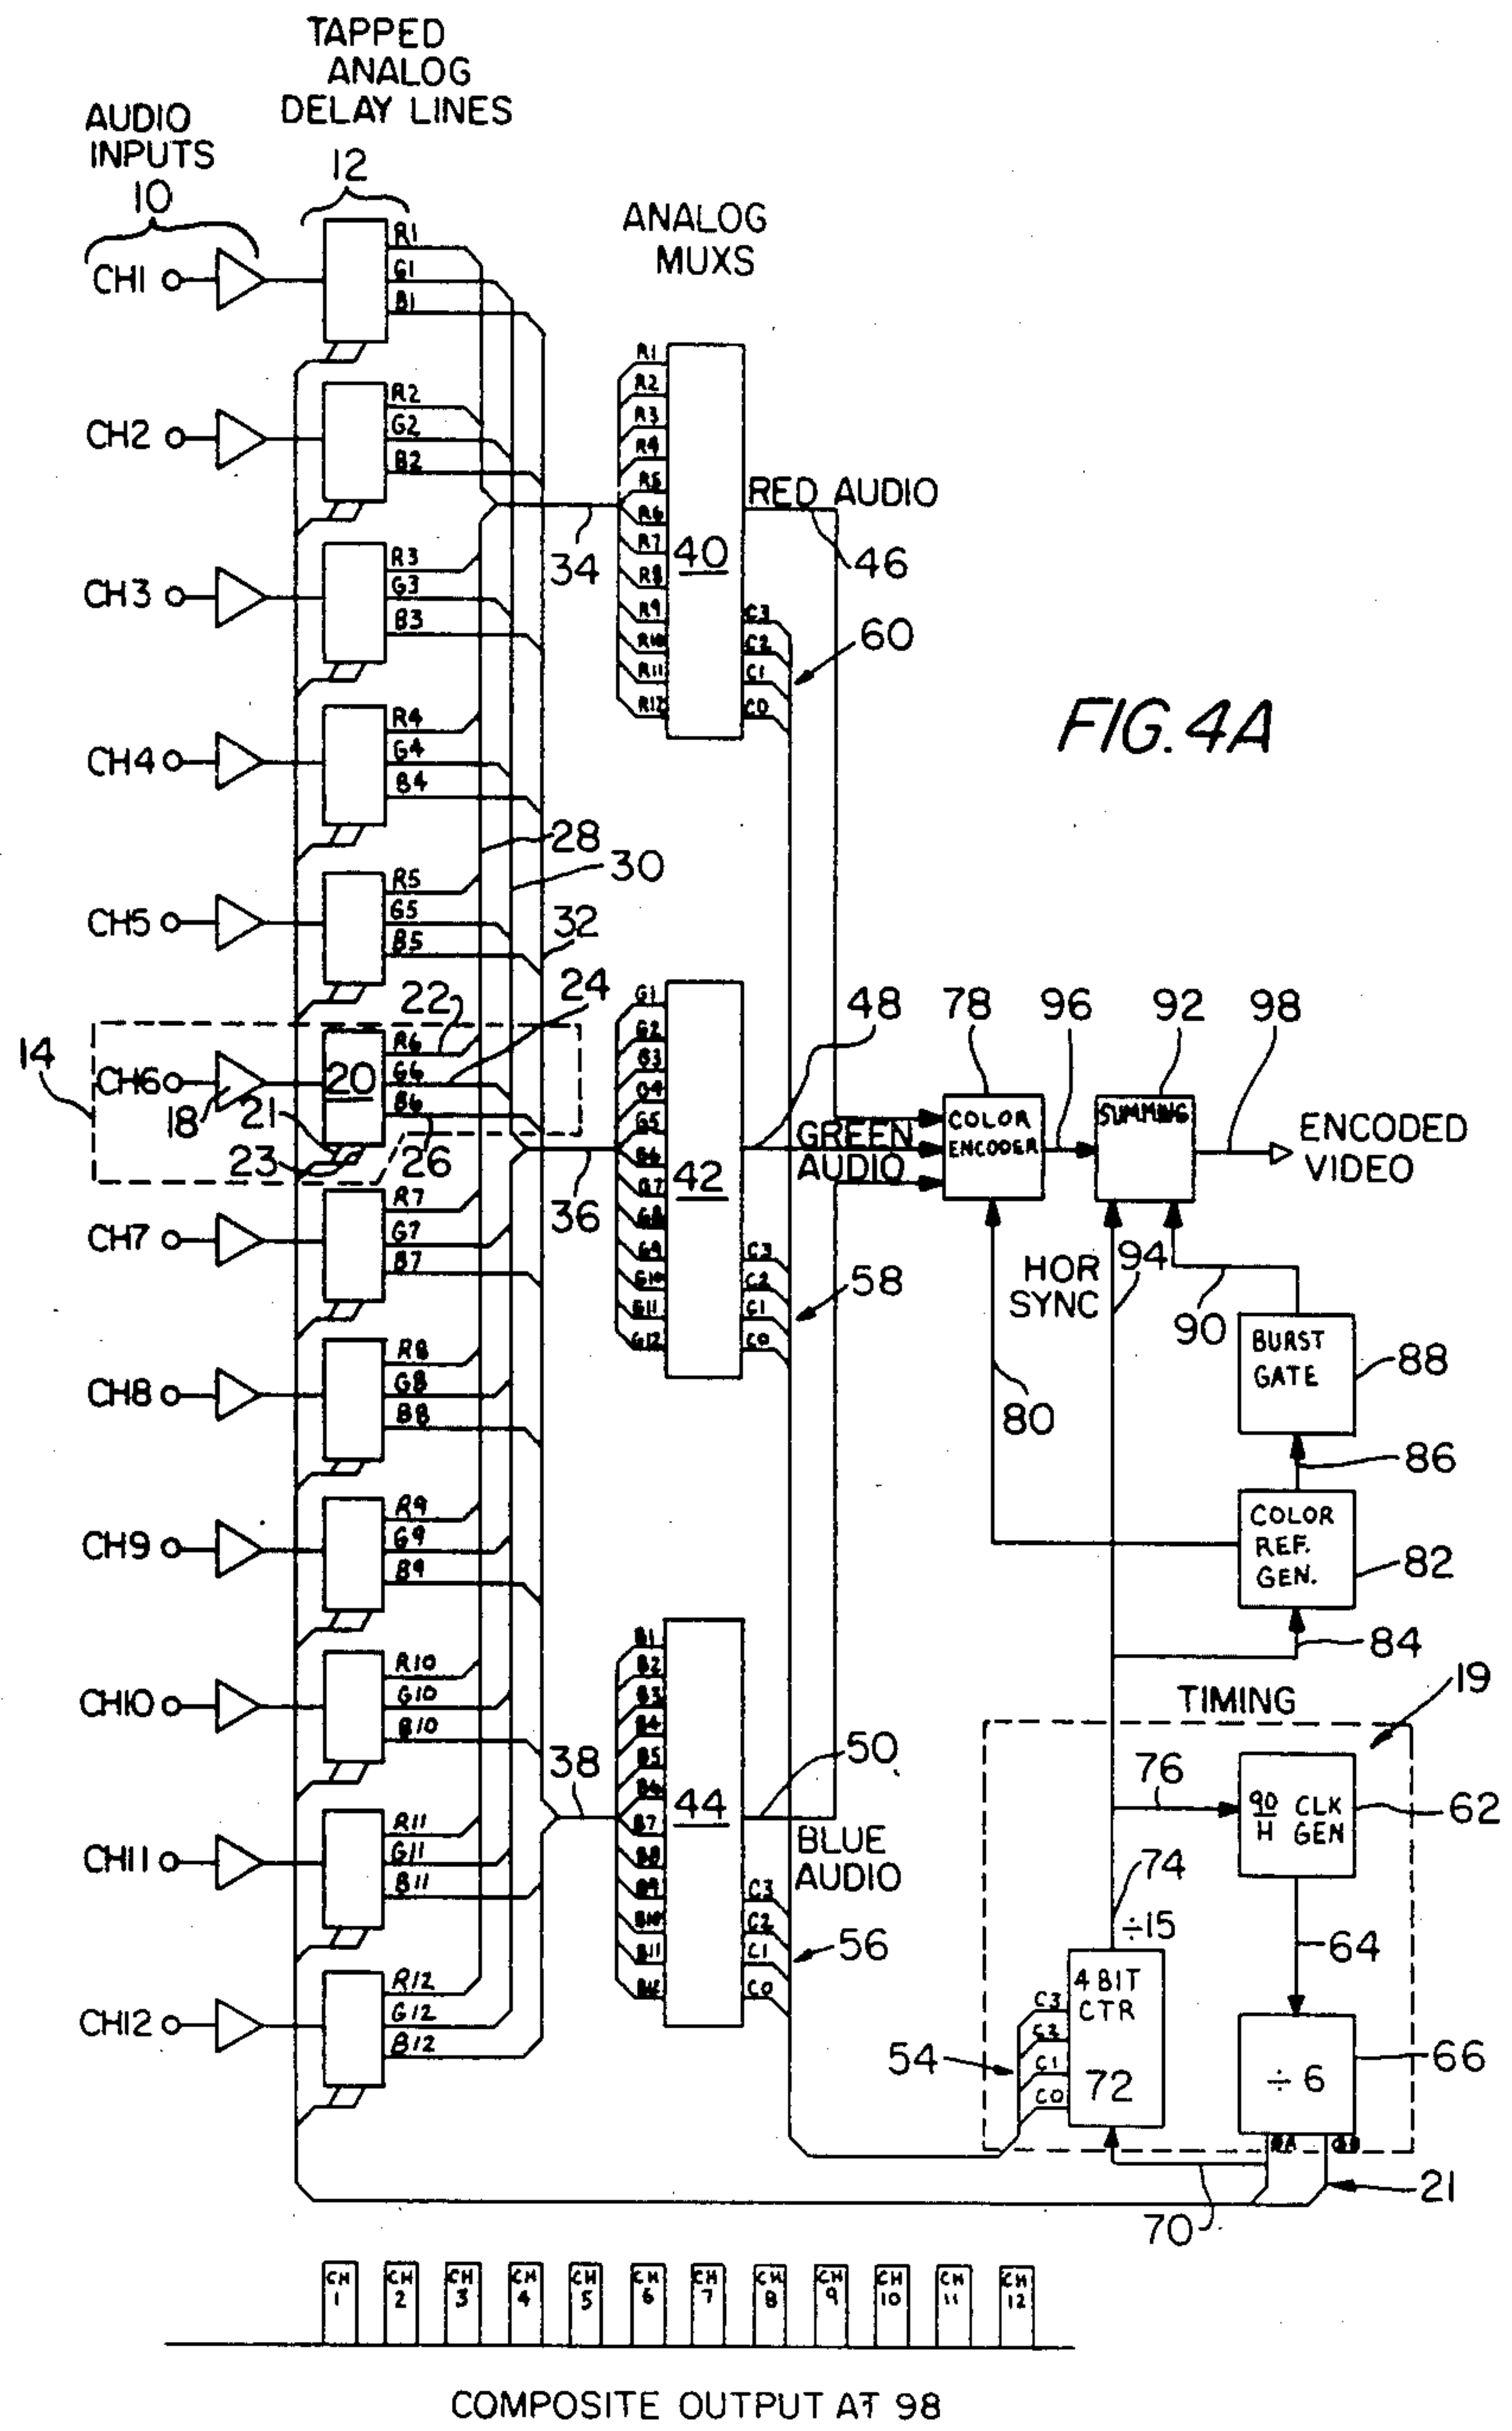 TAPPED
ANALOG
DELAY LINES
AUDIO
INPUTS
10
12
ANALOG
MUXS
CH1
R1
G1
B1
CH2
R2
G2
B2
CH3
R3
G3
B3
CH4
R4
G4
B4
CH5
R5
G5
B5
CH6
R6
G6
B6
CH7
R7
G7
B7
CH8
R8
G8
B8
CH9
R9
G9
B9
CH10
R10
G10
B10
CH11
R11
G11
B11
CH12
R12
G12
B12
14
18
20
21
23
22
24
26
28
30
32
34
36
38
R1
R2
R3
R4
R5
R6
R7
R8
R9
R10
R11
R12
40
C3
C2
C1
C0
RED AUDIO
46
60
FIG. 4A
G1
G2
G5
G7
G8
G9
G10
G11
G12
42
C3
C2
C1
C0
48
GREEN
AUDIO
58
B1
B2
B3
B4
B5
B6
B7
B8
B9
B10
B11
44
C3
C2
C1
C0
50
BLUE
AUDIO
56
78
COLOR
ENCODER
96
92
SUMMING
98
ENCODED
VIDEO
HOR
SYNC
94
90
80
BURST
GATE
88
86
COLOR
REF.
GEN.
82
84
TIMING
19
76
90
H
CLK
GEN
62
74
÷15
64
4 BIT
CTR
72
C3
C2
C1
C0
54
÷6
66
70
21
CH
1
CH
2
CH
3
CH
4
CH
5
CH
6
CH
7
CH
8
CH
9
CH
10
CH
11
CH
12
COMPOSITE OUTPUT AT 98